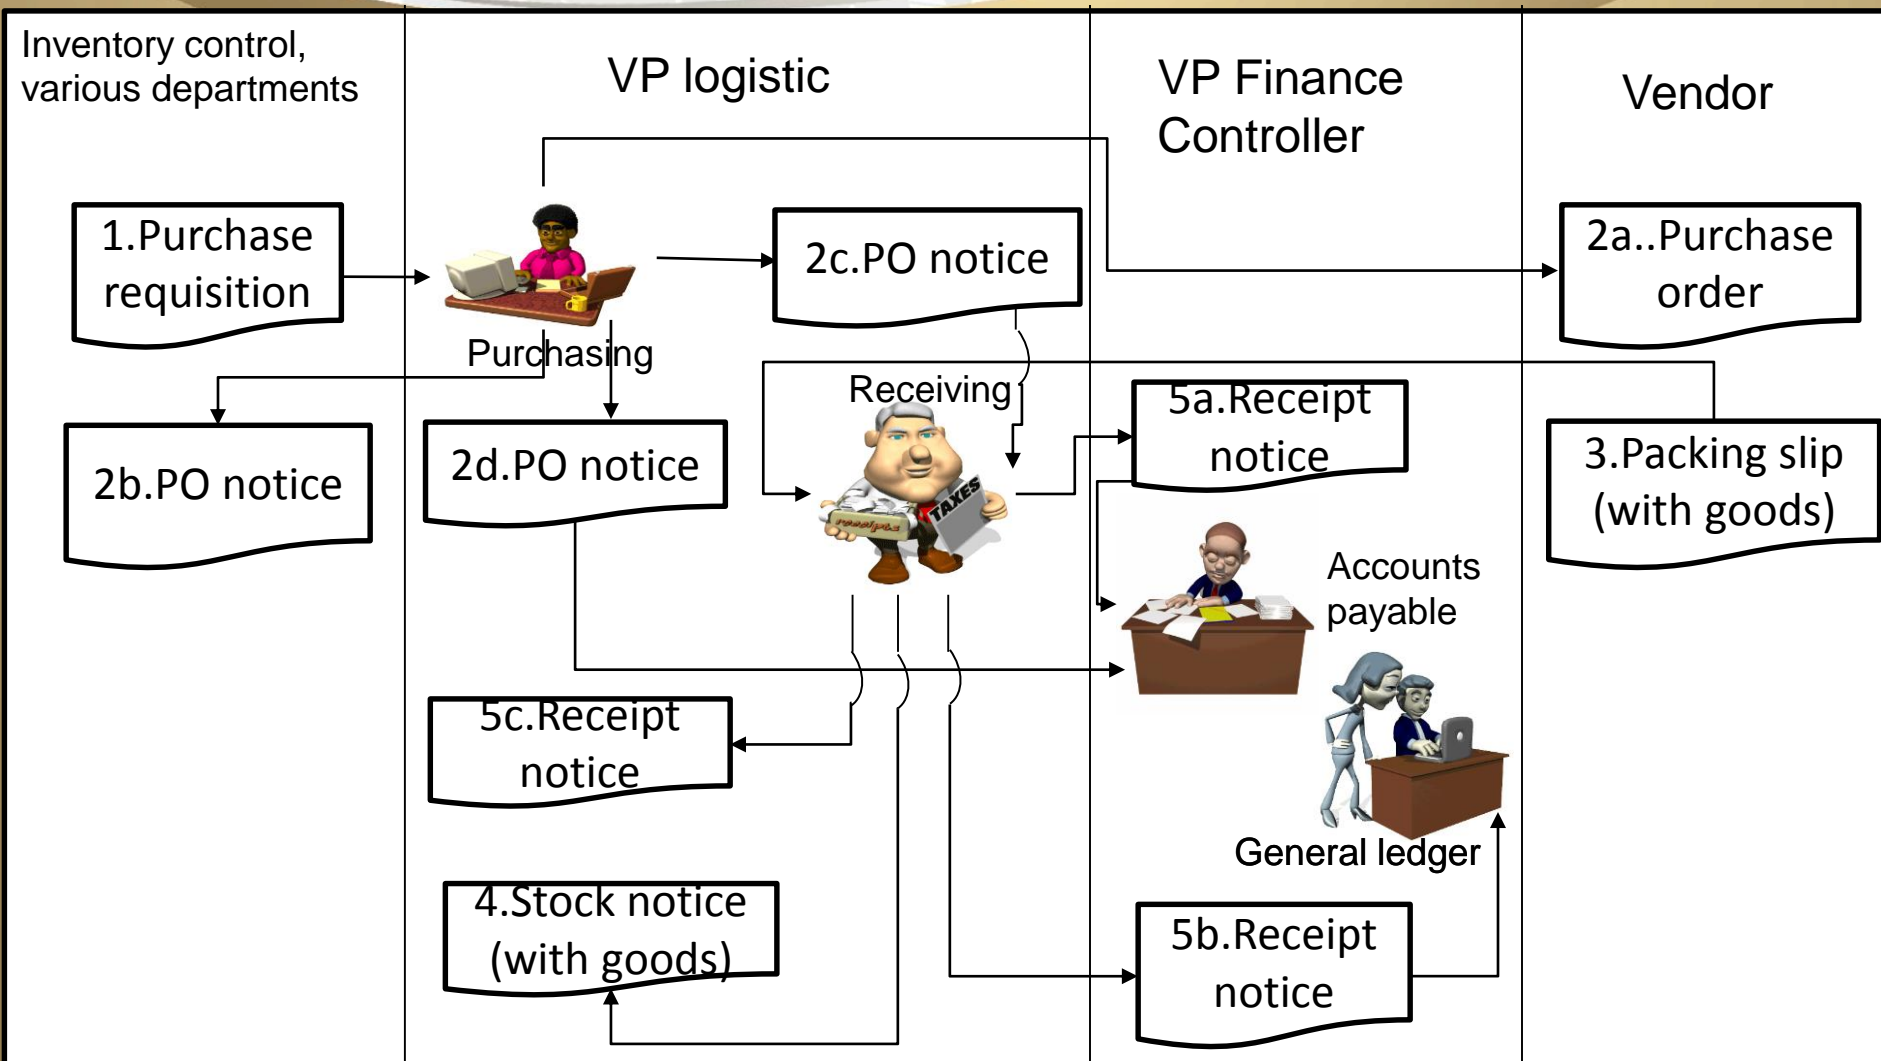 Inventory control,
various departments
VP logistic
VP Finance
Controller
Vendor
1.Purchase
requisition
2c.PO notice
2a..Purchase
order
Purchasing
Receiving
2b.PO notice
2d.PO notice
5a.Receipt
notice
3.Packing slip
(with goods)
receipts
TAXES
Accounts
payable
5c.Receipt
notice
General ledger
4.Stock notice
(with goods)
5b.Receipt
notice